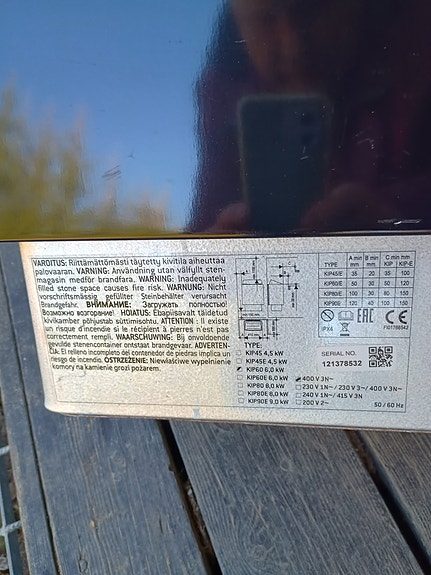 VAROITUS: Riittämättömästi täytetty kivitila aiheuttaa
palovaaran. WARNING: Användning utan välfyllt sten-
magasin medför brandfara. WARNING: Inadequately
filled stone space causes fire risk. WARNUNG: Nicht
vorschriftsmässig gefüllter Steinbehälter verursacht
Brandgefahr. ВНИМАНИЕ: Загружать полностью!
Возможно возгорание! HOIATUS: Ebapiisavalt täidetud
kivikamber põhjustab süttimisohtu. ATTENTION : Il existe
un risque d'incendie si le récipient à pierres n'est pas
correctement rempli. WAARSCHUWING: Bij onvoldoende
gevulde stenencontainer ontstaat brandgevaar. ADVERTEN-
CIA: El relleno incompleto del contenedor de piedras implica un
riesgo de incendio. OSTRZEŻENIE: Niewłaściwe wypełnienie
komory na kamienie grozi pożarem.
TYPE:
KIP45 4,5 kW
KIP45E 4,5 kW
KIP60 6,0 kW
KIP60E 6,0 kW
KIP80 8,0 kW
KIP80E 8,0 kW
KIP90E 9,0 kW
400 V 3N~
230 V 1N~ / 230 V 3~ / 400 V 3N~
240 V 1N~ / 415 V 3N
200 V 2~
50 / 60 Hz
TYPE A min mm B min mm C min mm KIP KIP-E
KIP45/E 35 20 35 100
KIP60/E 50 30 50 120
KIP80/E 100 30 80 150
KIP90E 120 40 100 150
IPX4 EAC CE
FI01788542
SERIAL NO.
121378532